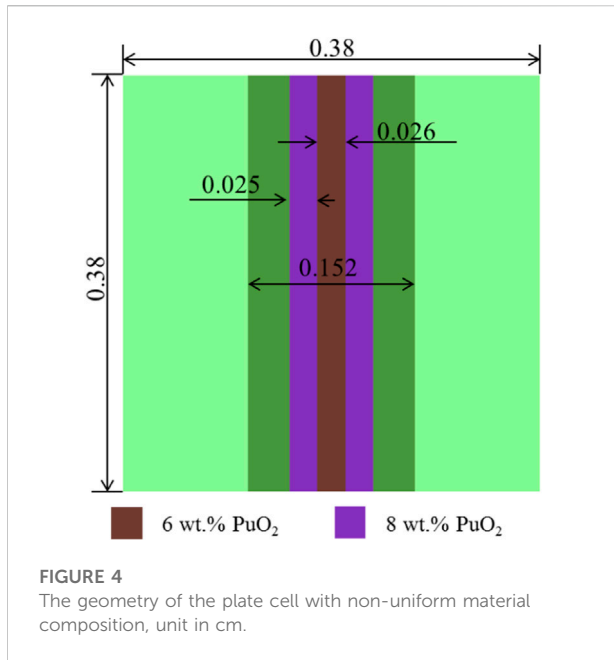 0.38
0.026
0.025
0.152
0.38
6 wt.% PuO₂
8 wt.% PuO₂
FIGURE 4
The geometry of the plate cell with non-uniform material
composition, unit in cm.